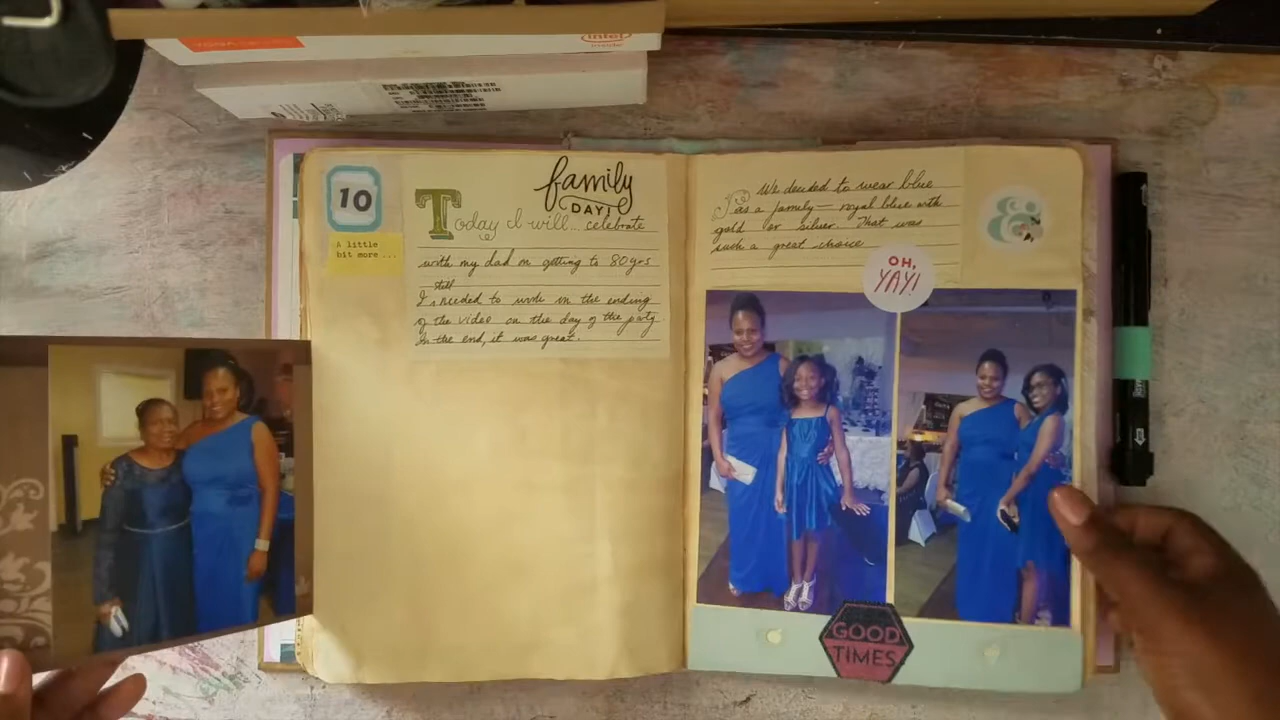 intel
inside
10
A little
bit more ...
family
DAY!
Today I will... celebrate
with my dad on getting to 80yrs
still
I needed to work on the ending
of the video on the day of the party.
In the end, it was great.
We decided to wear blue
as a family — royal blue with
gold or silver. That was
such a great choice
&
OH,
YAY!
GOOD
TIMES